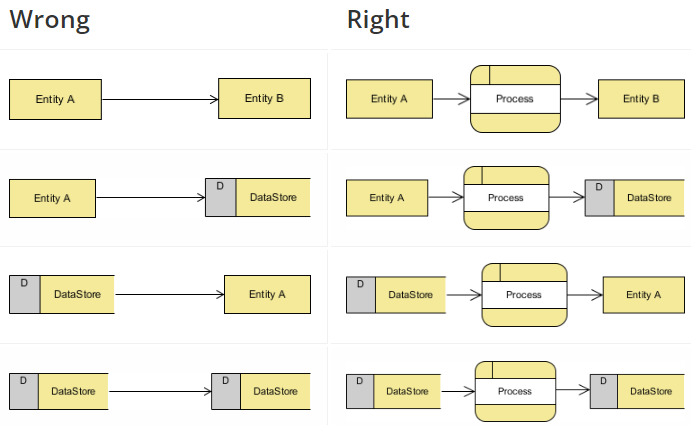 Wrong Right
Entity A Entity B Entity A Process Entity B
Entity A D DataStore Entity A Process D DataStore
D DataStore Entity A D DataStore Process Entity A
D DataStore D DataStore D DataStore Process D DataStore